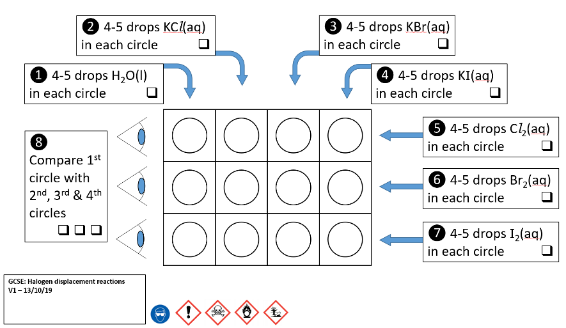 ❷ 4-5 drops KCl(aq)
in each circle ❑
❸ 4-5 drops KBr(aq)
in each circle ❑
❶ 4-5 drops H₂O(l)
in each circle ❑
❹ 4-5 drops KI(aq)
in each circle ❑
❺ 4-5 drops Cl₂(aq)
in each circle ❑
❻ 4-5 drops Br₂(aq)
in each circle ❑
❼ 4-5 drops I₂(aq)
in each circle ❑
❽
Compare 1ˢᵗ
circle with
2ⁿᵈ, 3ʳᵈ & 4ᵗʰ
circles
❑ ❑ ❑
GCSE: Halogen displacement reactions
V1 – 13/10/19